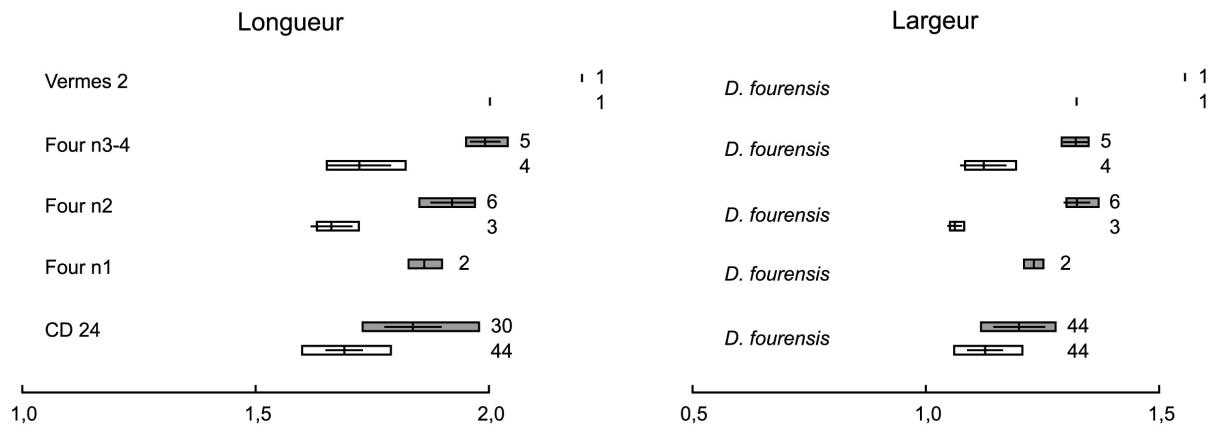 Longueur Largeur
Vermes 2 1 D. fourensis 1
1 1
Four n3-4 5 D. fourensis 5
4 4
Four n2 6 D. fourensis 6
3 3
Four n1 2 D. fourensis 2
CD 24 30 D. fourensis 44
44 44
1,0 1,5 2,0 0,5 1,0 1,5